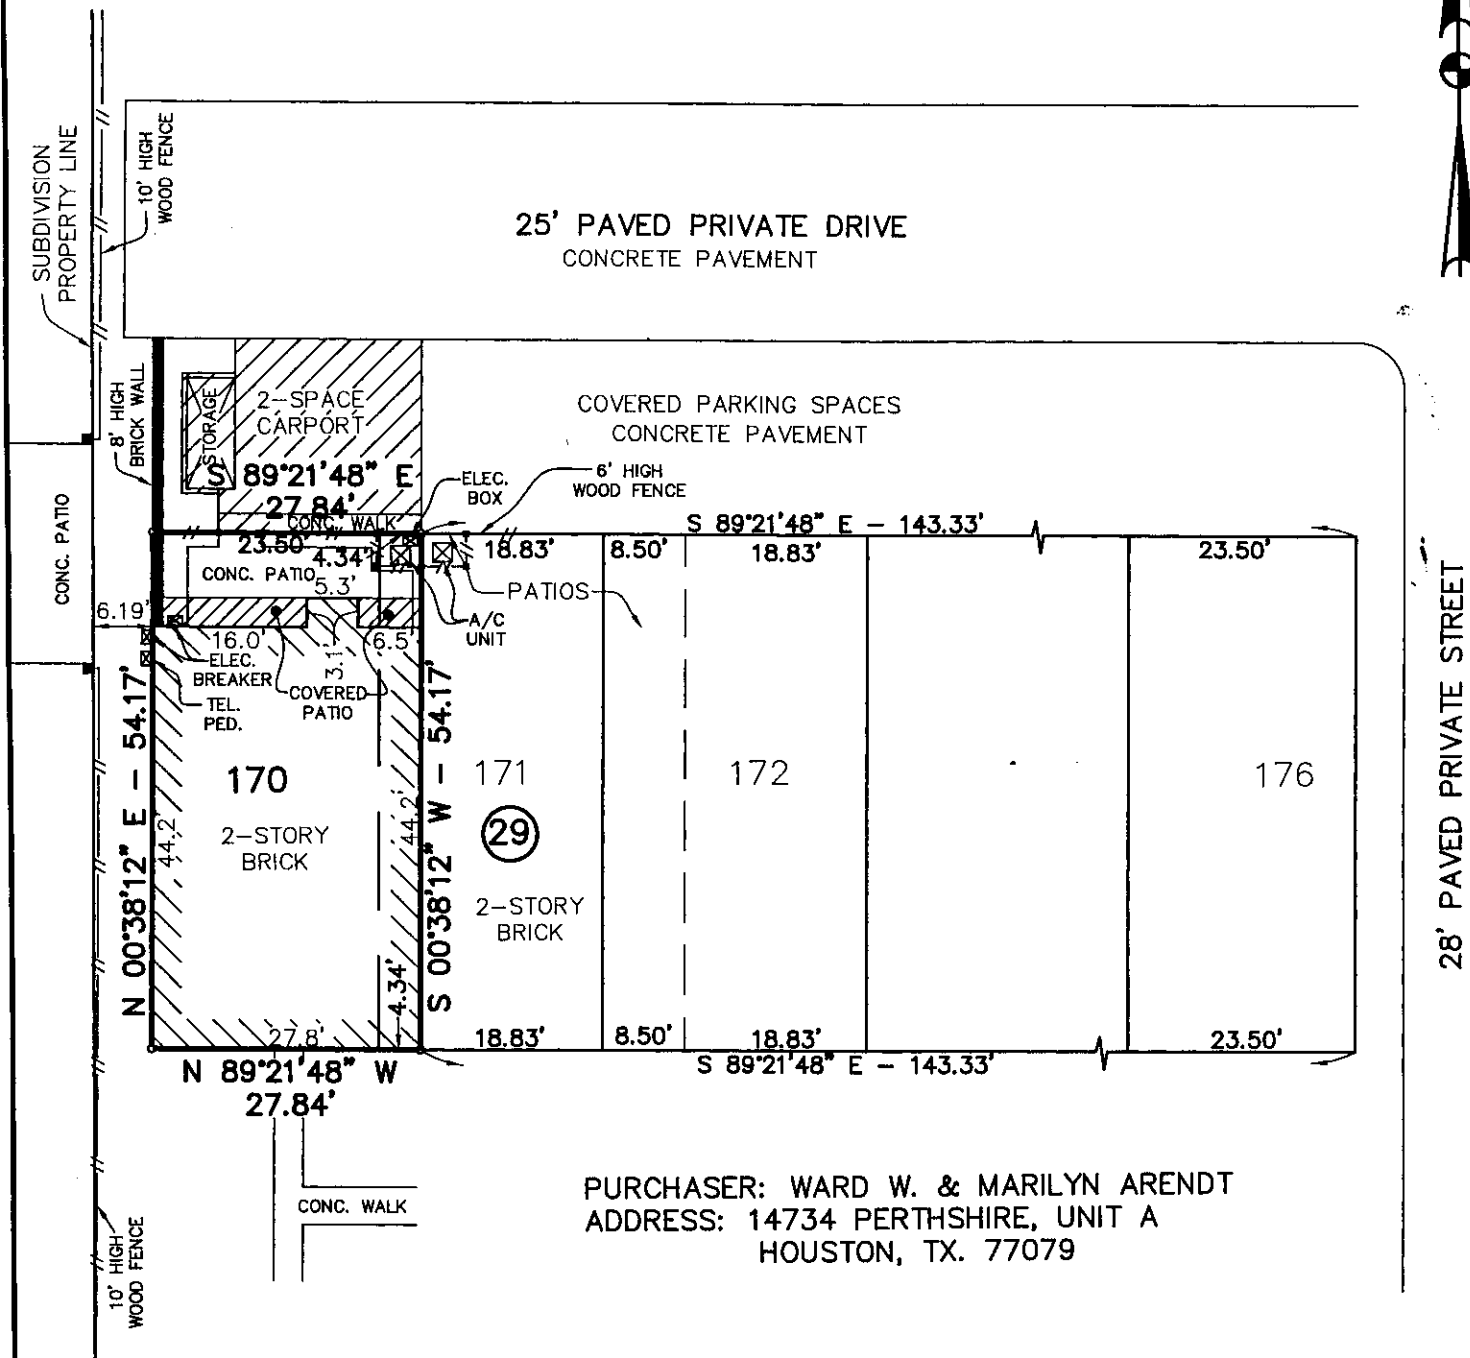 SUBDIVISION
PROPERTY LINE
10' HIGH
WOOD FENCE
25' PAVED PRIVATE DRIVE
CONCRETE PAVEMENT
8' HIGH
BRICK WALL
STORAGE
2-SPACE
CARPORT
COVERED PARKING SPACES
CONCRETE PAVEMENT
S 89°21'48" E
27.84'
CONC. WALK
ELEC.
BOX
6' HIGH
WOOD FENCE
S 89°21'48" E - 143.33'
CONC. PATIO
23.50'
4.34'
18.83'
8.50'
18.83'
23.50'
CONC. PATIO
5.3'
PATIOS
6.19'
A/C
UNIT
16.0'
3.1'
6.5'
ELEC.
BREAKER
TEL.
PED.
COVERED
PATIO
N 00°38'12" E - 54.17'
44.2'
170
2-STORY
BRICK
44.2'
4.34'
S 00°38'12" W - 54.17'
171
29
2-STORY
BRICK
172
176
28' PAVED PRIVATE STREET
27.8'
18.83'
8.50'
18.83'
23.50'
N 89°21'48" W
27.84'
S 89°21'48" E - 143.33'
CONC. WALK
10' HIGH
WOOD FENCE
PURCHASER: WARD W. & MARILYN ARENDT
ADDRESS: 14734 PERTHSHIRE, UNIT A
HOUSTON, TX. 77079